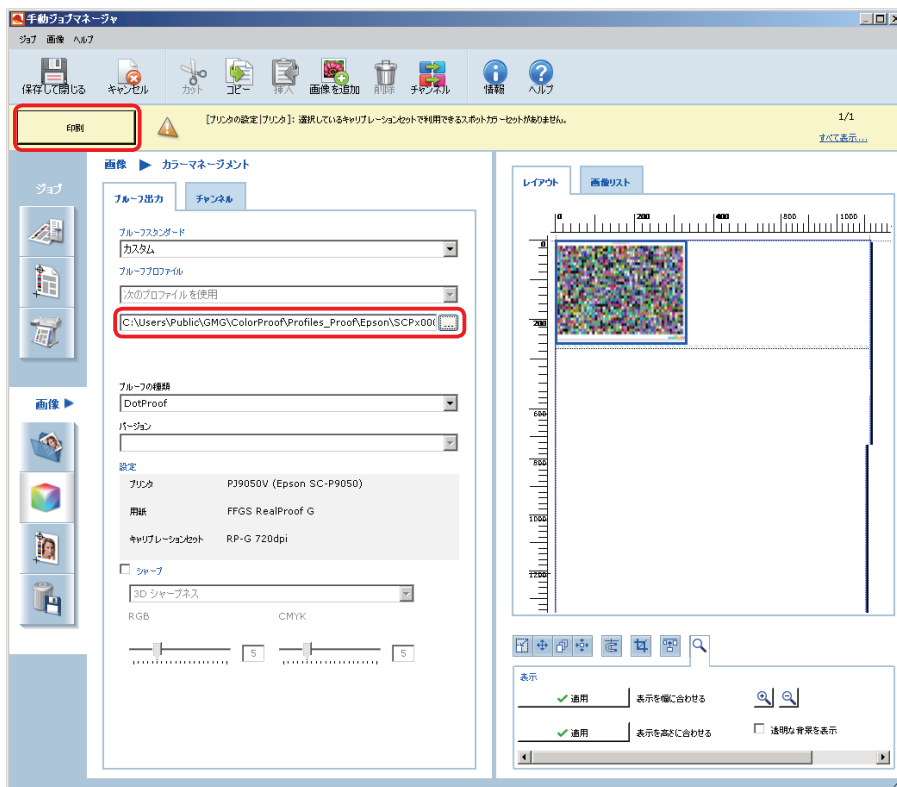 手動ジョブマネージャ
ジョブ 画像 ヘルプ
保存して閉じる キャンセル カット コピー 挿入 画像を追加 削除 チャンネル 情報 ヘルプ
印刷
[プリンタの設定|プリンタ]: 選択しているキャリブレーションセットで利用できるスポットカラーセットがありません。
1/1
すべて表示...
ジョブ
画像 ▶
画像 ▶ カラーマネージメント
プルーフ出力 チャンネル
プルーフスタンダード
カスタム
プルーフプロファイル
次のプロファイルを使用
C:\Users\Public\GMG\ColorProof\Profiles_Proof\Epson\SCPx00
...
プルーフの種類
DotProof
バージョン
設定
プリンタ PJ9050V (Epson SC-P9050)
用紙 FFGS RealProof G
キャリブレーションセット RP-G 720dpi
シャープ
3D シャープネス
RGB CMYK
5 5
レイアウト 画像リスト
0 200 400 800 1000
0
200
600
800
1000
1200
表示
適用 表示を幅に合わせる
適用 表示を高さに合わせる
透明な背景を表示